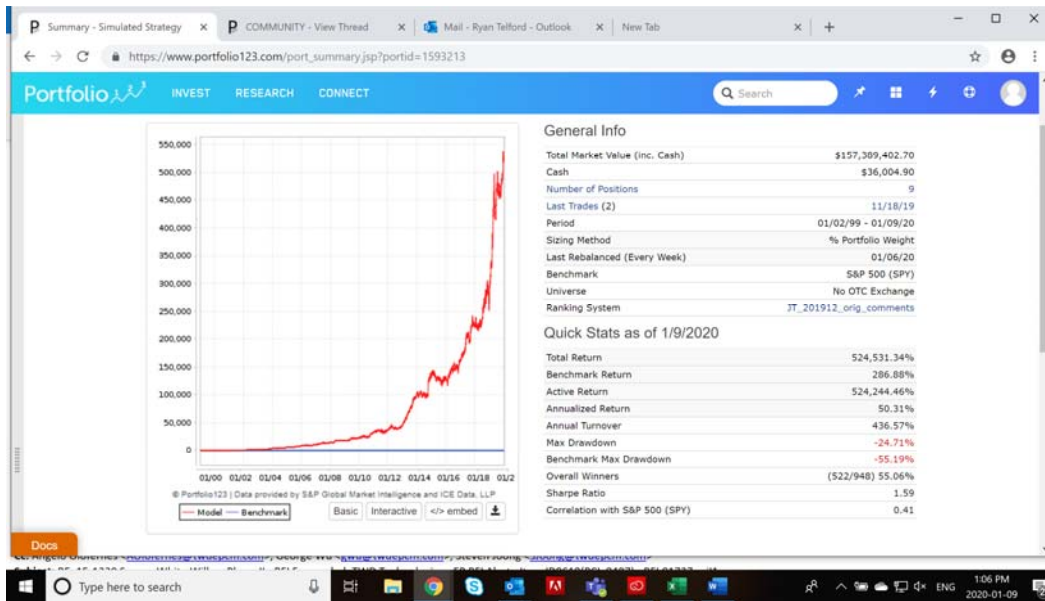 Summary - Simulated Strategy
COMMUNITY - View Thread
Mail - Ryan Telford - Outlook
New Tab
https://www.portfolio123.com/port_summary.jsp?portid=1593213
Portfolio123 INVEST RESEARCH CONNECT Search
General Info
Total Market Value (inc. Cash) $157,389,402.70
Cash $36,004.90
Number of Positions 9
Last Trades (2) 11/18/19
Period 01/02/99 - 01/09/20
Sizing Method % Portfolio Weight
Last Rebalanced (Every Week) 01/06/20
Benchmark S&P 500 (SPY)
Universe No OTC Exchange
Ranking System JT_201912_orig_comments
Quick Stats as of 1/9/2020
Total Return 524,531.34%
Benchmark Return 286.88%
Active Return 524,244.46%
Annualized Return 50.31%
Annual Turnover 436.57%
Max Drawdown -24.71%
Benchmark Max Drawdown -55.19%
Overall Winners (522/948) 55.06%
Sharpe Ratio 1.59
Correlation with S&P 500 (SPY) 0.41
550,000
500,000
450,000
400,000
350,000
300,000
250,000
200,000
150,000
100,000
50,000
0
01/00 01/02 01/04 01/06 01/08 01/10 01/12 01/14 01/16 01/18 01/2
© Portfolio123 | Data provided by S&P Global Market Intelligence and ICE Data, LLP
Model Benchmark Basic Interactive </> embed
Docs
Type here to search
ENG
1:06 PM
2020-01-09